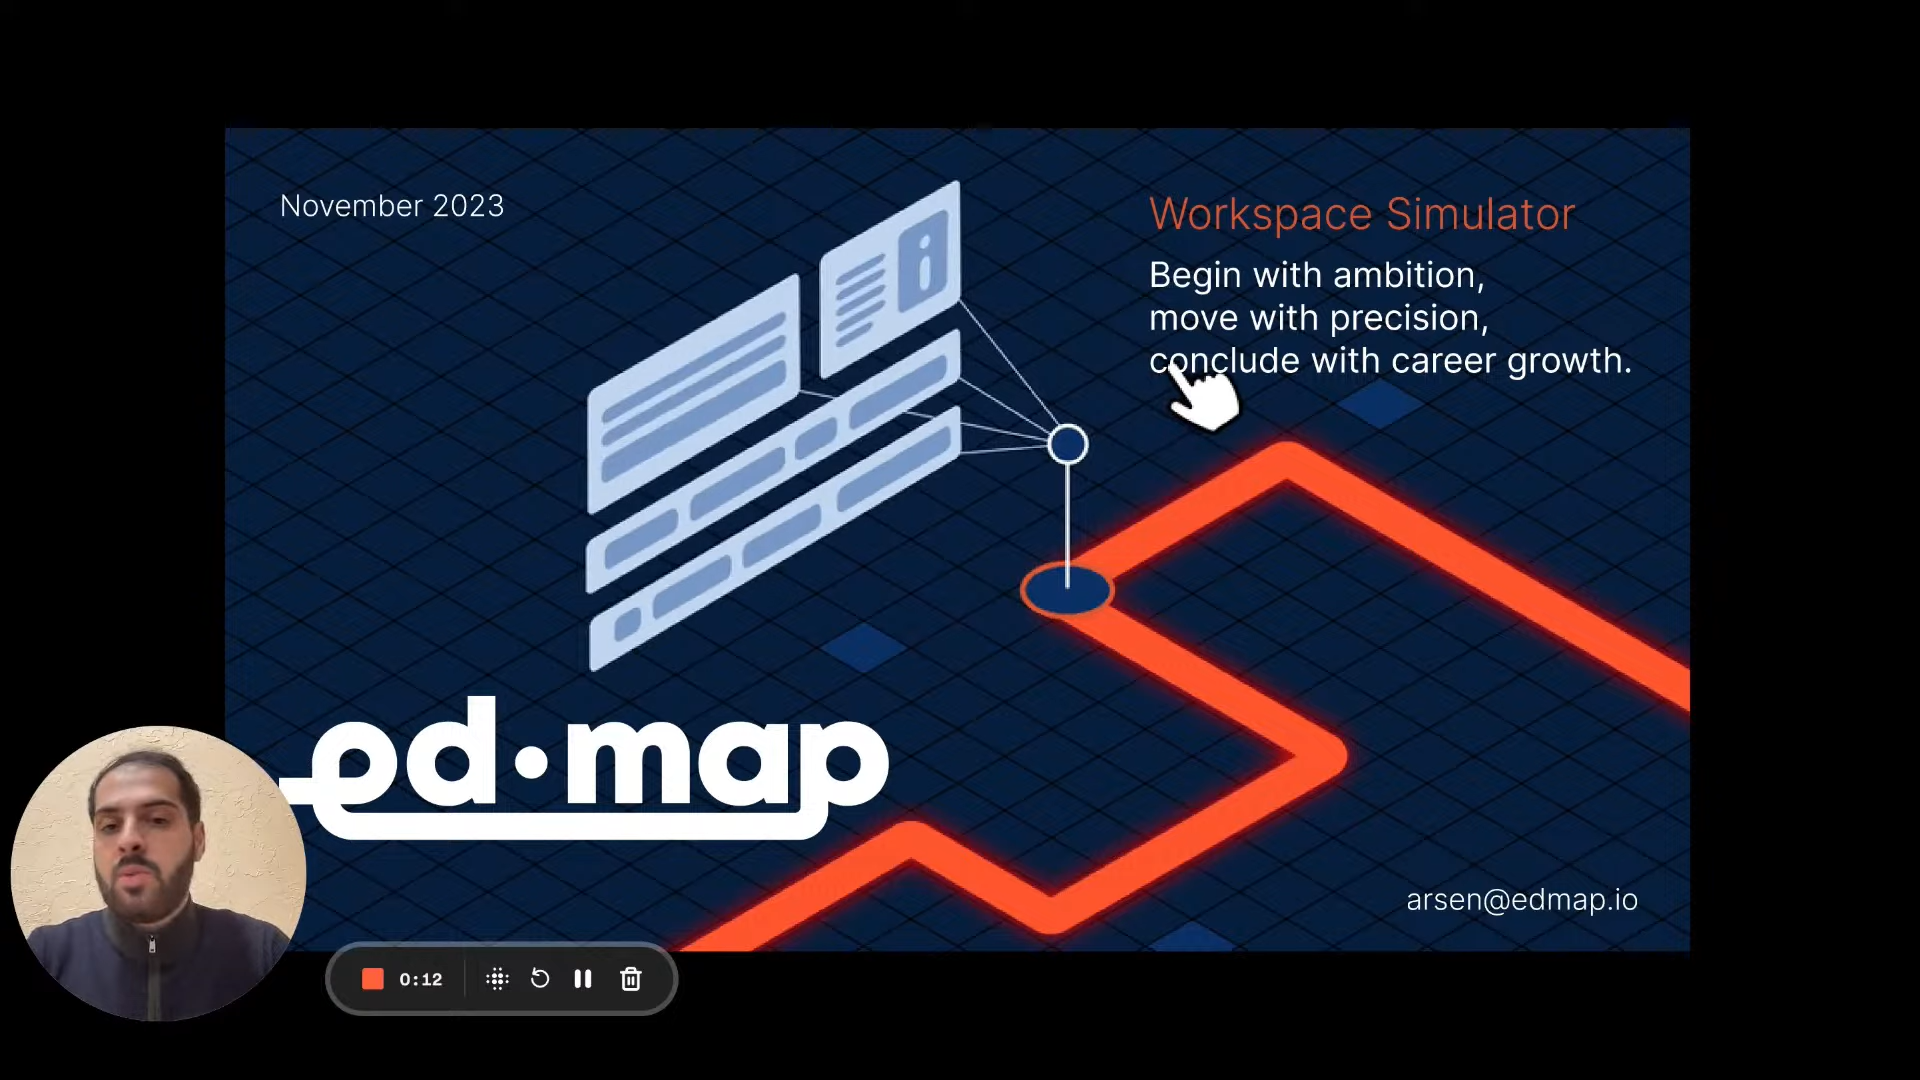 November 2023
Workspace Simulator
Begin with ambition,
move with precision,
conclude with career growth.
ed·map
arsen@edmap.io
0:12